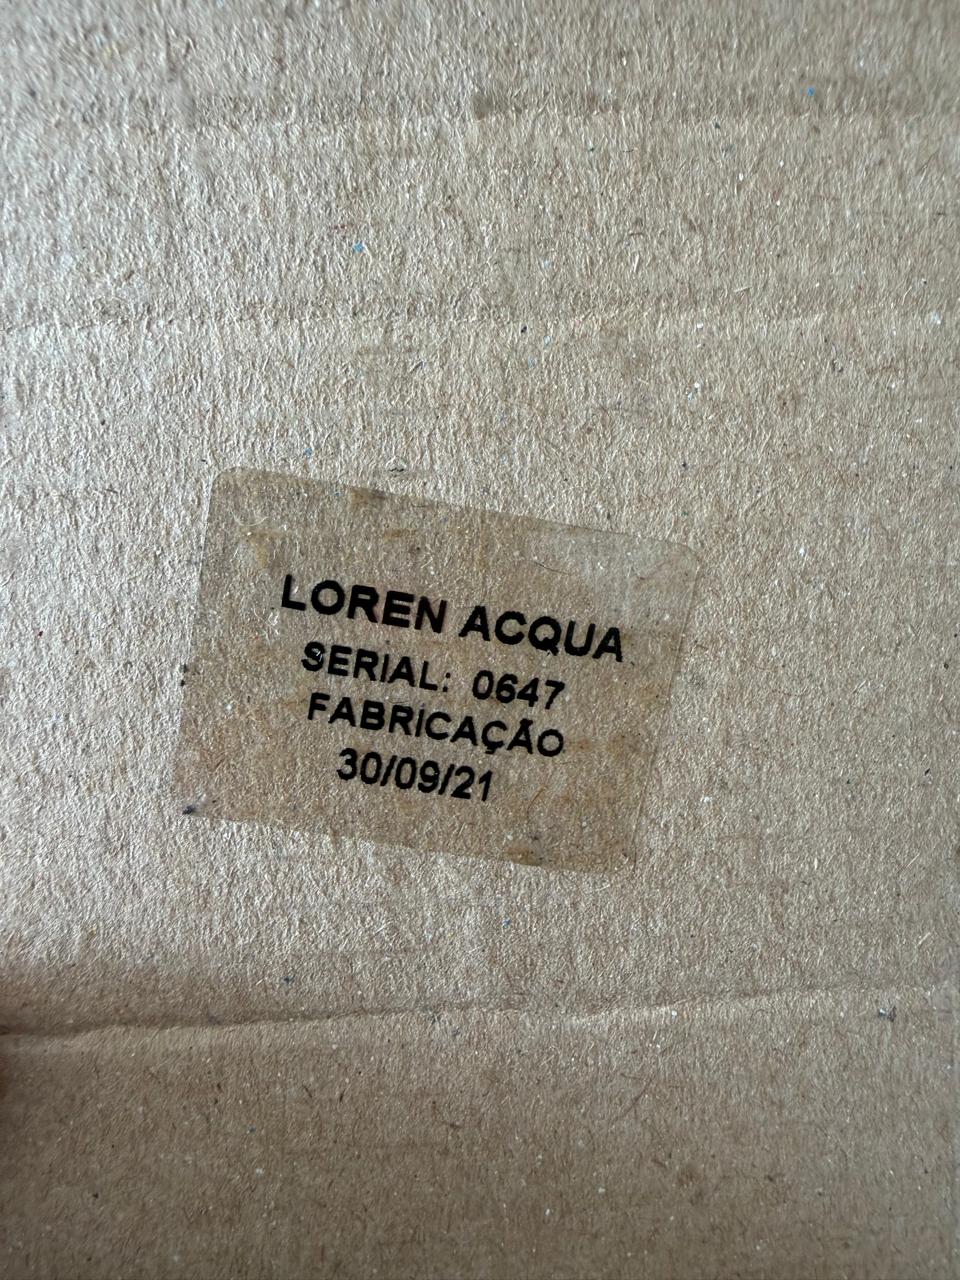 LOREN ACQUA
SERIAL: 0647
FABRICAÇÃO
30/09/21